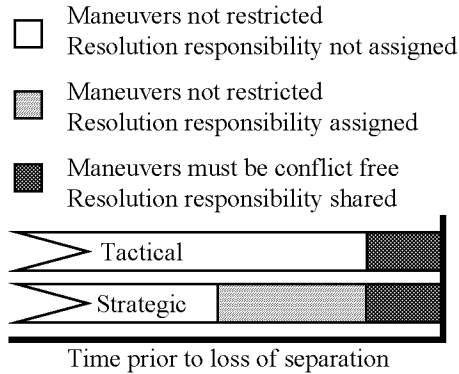 Maneuvers not restricted
Resolution responsibility not assigned
Maneuvers not restricted
Resolution responsibility assigned
Maneuvers must be conflict free
Resolution responsibility shared
Tactical
Strategic
Time prior to loss of separation